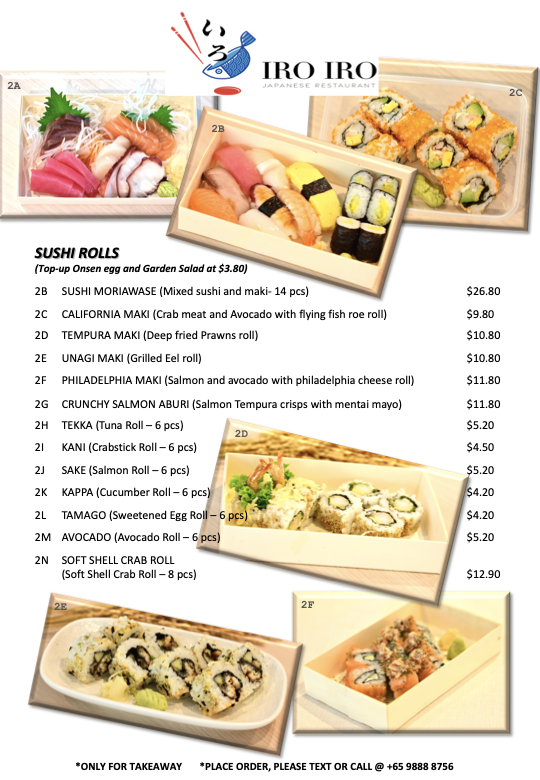 いろ
IRO IRO
JAPANESE RESTAURANT
2A
2B
2C
SUSHI ROLLS
(Top-up Onsen egg and Garden Salad at $3.80)
2B SUSHI MORIAWASE (Mixed sushi and maki- 14 pcs) $26.80
2C CALIFORNIA MAKI (Crab meat and Avocado with flying fish roe roll) $9.80
2D TEMPURA MAKI (Deep fried Prawns roll) $10.80
2E UNAGI MAKI (Grilled Eel roll) $10.80
2F PHILADELPHIA MAKI (Salmon and avocado with philadelphia cheese roll) $11.80
2G CRUNCHY SALMON ABURI (Salmon Tempura crisps with mentai mayo) $11.80
2H TEKKA (Tuna Roll – 6 pcs) $5.20
2I KANI (Crabstick Roll – 6 pcs) $4.50
2J SAKE (Salmon Roll – 6 pcs) $5.20
2K KAPPA (Cucumber Roll – 6 pcs) $4.20
2L TAMAGO (Sweetened Egg Roll – 6 pcs) $4.20
2M AVOCADO (Avocado Roll – 6 pcs) $5.20
2N SOFT SHELL CRAB ROLL
(Soft Shell Crab Roll – 8 pcs) $12.90
2D
2E
2F
*ONLY FOR TAKEAWAY *PLACE ORDER, PLEASE TEXT OR CALL @ +65 9888 8756